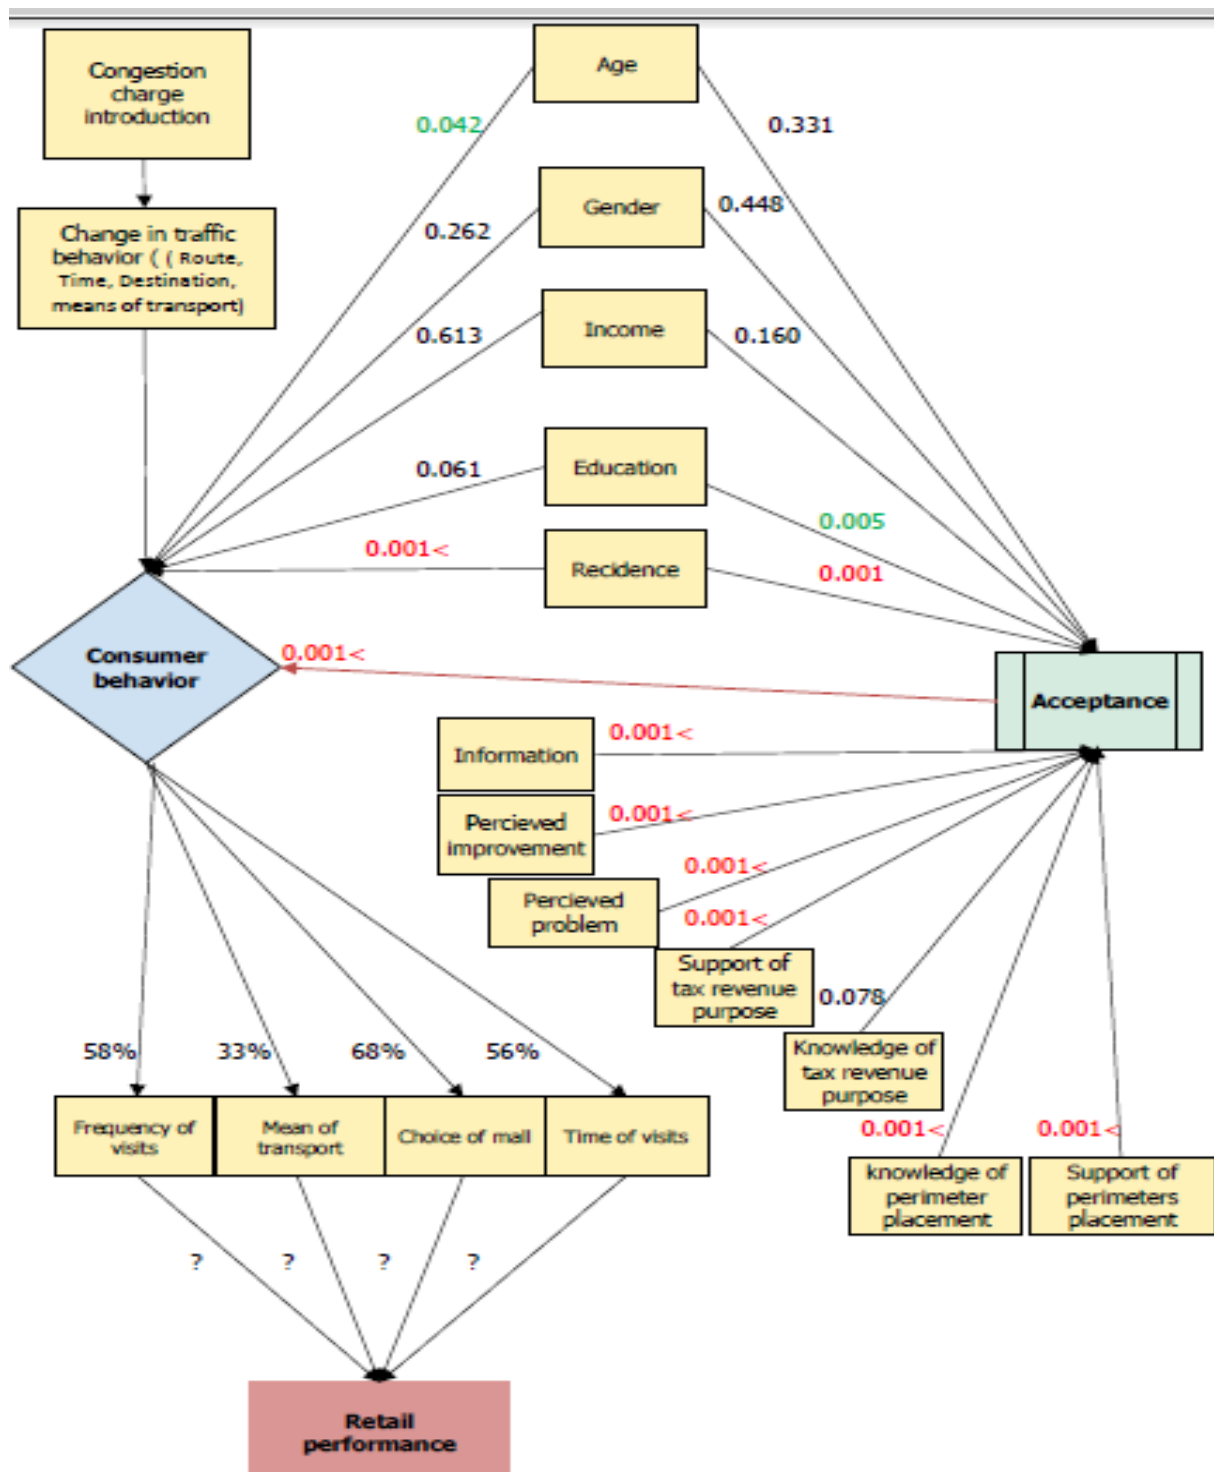 Congestion
charge
introduction
Age
0.042
0.331
Gender
0.448
0.262
Change in traffic
behavior ( ( Route,
Time, Destination,
means of transport)
Income
0.613
0.160
Education
0.061
0.005
0.001<
Recidence
0.001
Consumer
behavior
0.001<
Acceptance
Information
0.001<
Percieved
improvement
0.001<
Percieved
problem
0.001<
0.001<
Support of
tax revenue
purpose
0.078
Knowledge of
tax revenue
purpose
58%
33%
68%
56%
Frequency of
visits
Mean of
transport
Choice of mall
Time of visits
0.001<
0.001<
knowledge of
perimeter
placement
Support of
perimeters
placement
?
?
?
?
Retail
performance